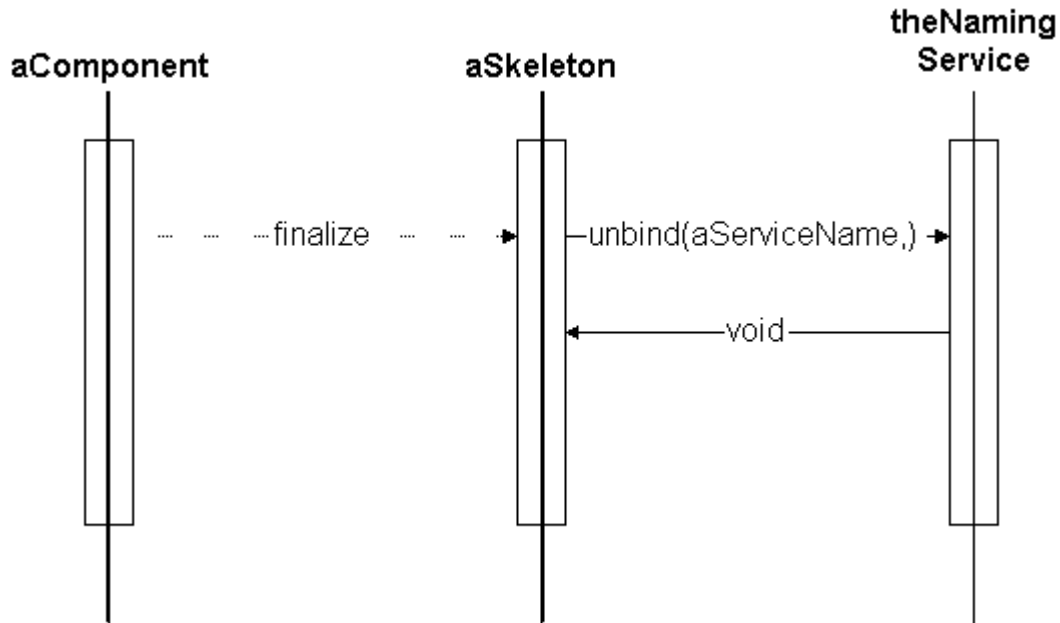 theNaming
Service
aComponent
aSkeleton
finalize
unbind(aServiceName,)
void